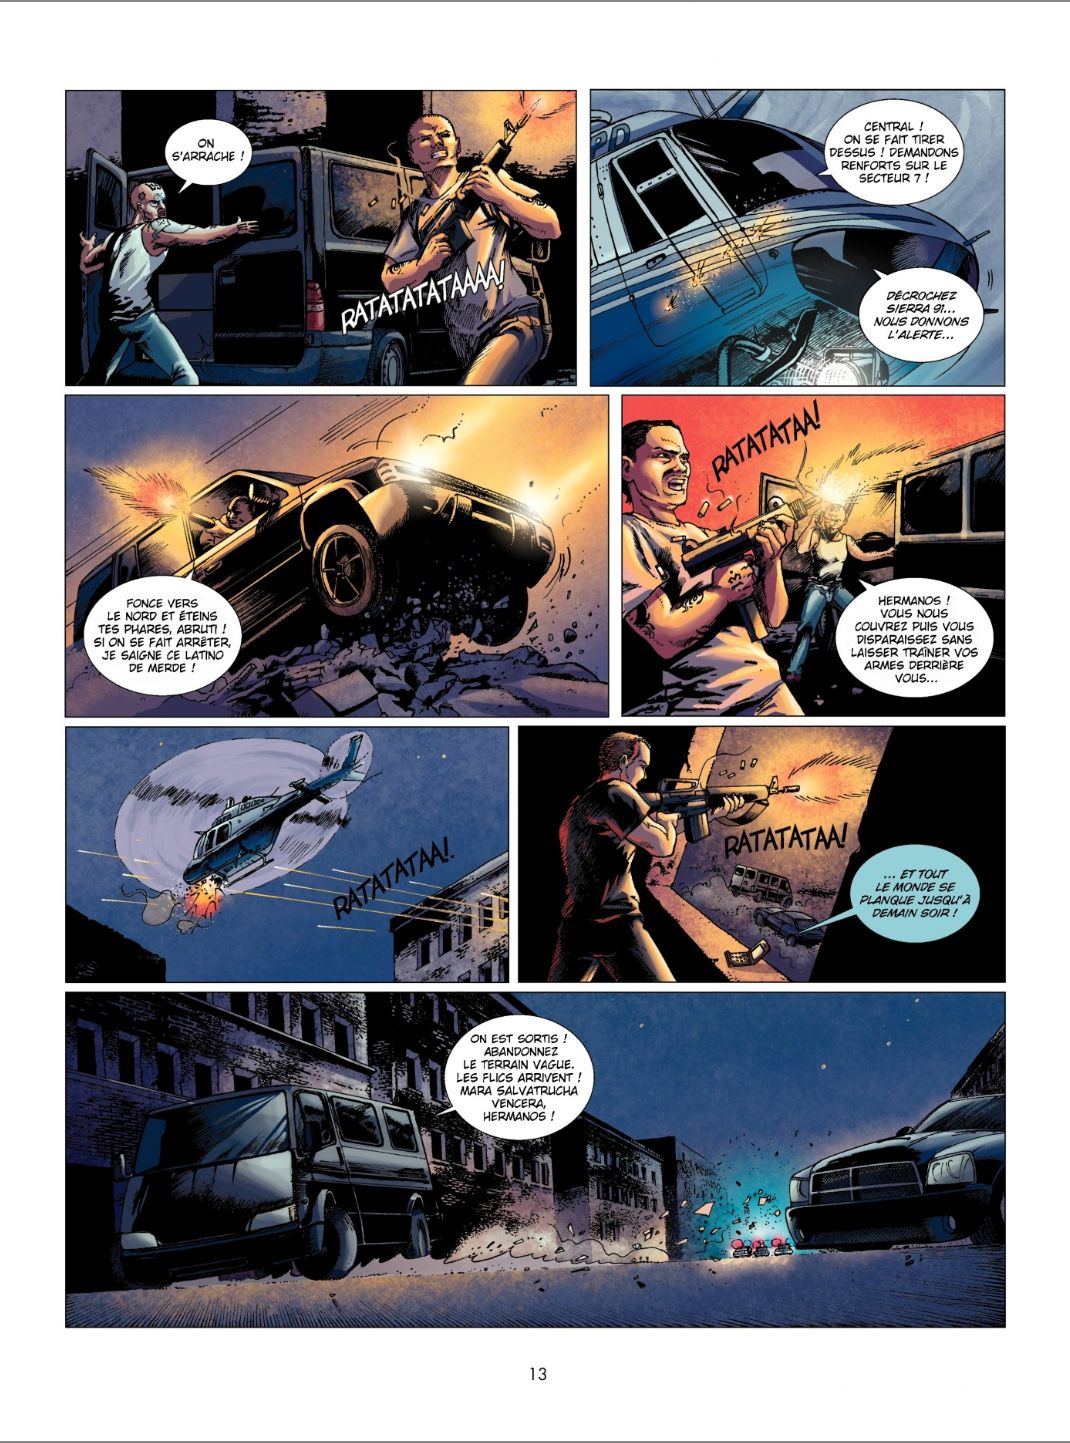 ON
S'ARRACHE !
RATATATATAAAA!
PD
CENTRAL !
ON SE FAIT TIRER
DESSUS ! DEMANDONS
RENFORTS SUR LE
SECTEUR 7 !
DÉCROCHEZ
SIERRA 91...
NOUS DONNONS
L'ALERTE...
FONCE VERS
LE NORD ET ÉTEINS
TES PHARES, ABRUTI !
SI ON SE FAIT ARRÊTER,
JE SAIGNE CE LATINO
DE MERDE !
RATATATAA!
HERMANOS !
VOUS NOUS
COUVREZ PUIS VOUS
DISPARAISSEZ SANS
LAISSER TRAÎNER VOS
ARMES DERRIÈRE
VOUS...
RATATATAA!
RATATATAA!
... ET TOUT
LE MONDE SE
PLANQUE JUSQU'À
DEMAIN SOIR !
ON EST SORTIS !
ABANDONNEZ
LE TERRAIN VAGUE.
LES FLICS ARRIVENT !
MARA SALVATRUCHA
VENCERA,
HERMANOS !
13